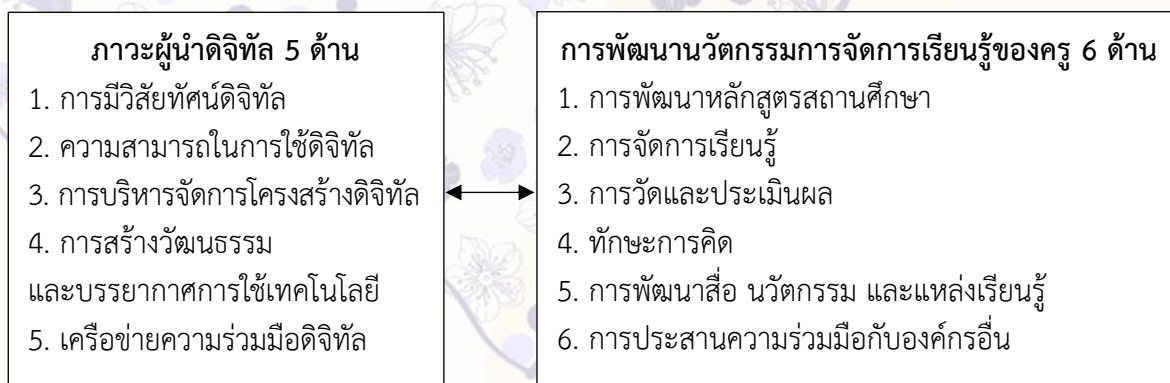 ภาวะผู้นำดิจิทัล 5 ด้าน
1. การมีวิสัยทัศน์ดิจิทัล
2. ความสามารถในการใช้ดิจิทัล
3. การบริหารจัดการโครงสร้างดิจิทัล
4. การสร้างวัฒนธรรม
และบรรยากาศการใช้เทคโนโลยี
5. เครือข่ายความร่วมมือดิจิทัล
การพัฒนานวัตกรรมการจัดการเรียนรู้ของครู 6 ด้าน
1. การพัฒนาหลักสูตรสถานศึกษา
2. การจัดการเรียนรู้
3. การวัดและประเมินผล
4. ทักษะการคิด
5. การพัฒนาสื่อ นวัตกรรม และแหล่งเรียนรู้
6. การประสานความร่วมมือกับองค์กรอื่น